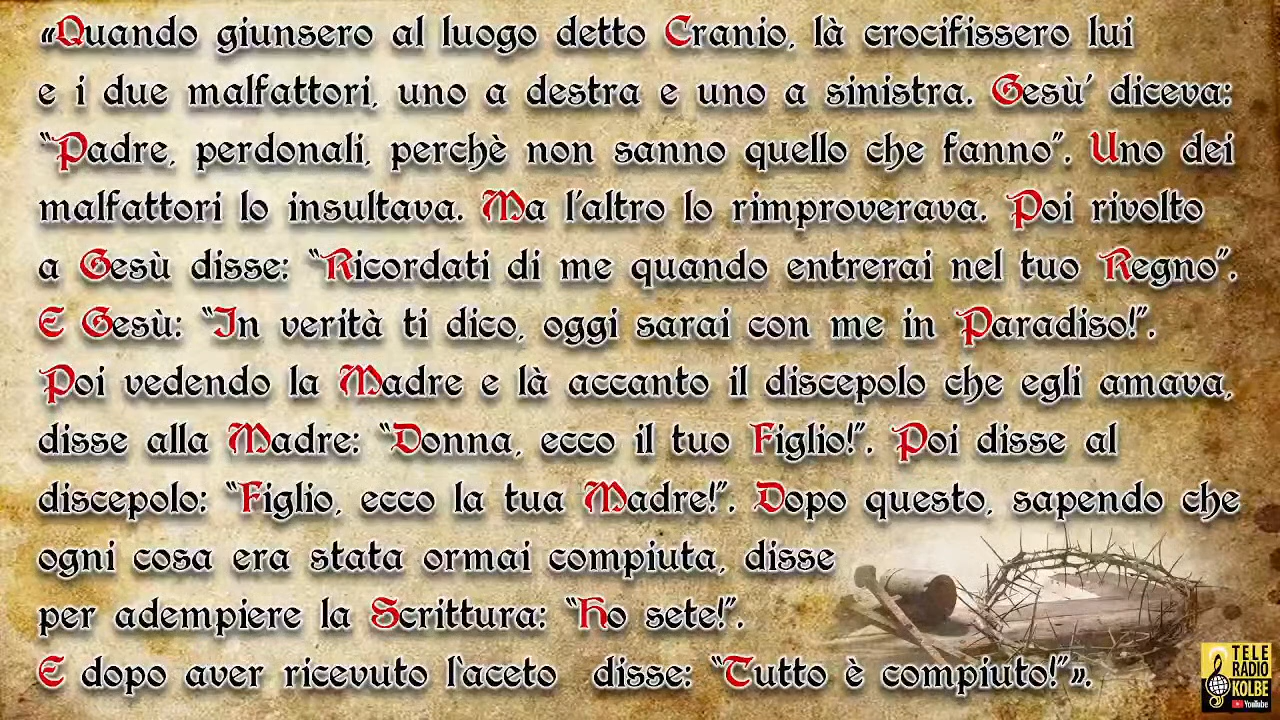 «Quando giunsero al luogo detto Cranio, là crocifissero lui
e i due malfattori, uno a destra e uno a sinistra. Gesù' diceva:
“Padre, perdonali, perchè non sanno quello che fanno”. Uno dei
malfattori lo insultava. Ma l'altro lo rimproverava. Poi rivolto
a Gesù disse: “Ricordati di me quando entrerai nel tuo Regno”.
E Gesù: “In verità ti dico, oggi sarai con me in Paradiso!”.
Poi vedendo la Madre e là accanto il discepolo che egli amava,
disse alla Madre: “Donna, ecco il tuo Figlio!”. Poi disse al
discepolo: “Figlio, ecco la tua Madre!”. Dopo questo, sapendo che
ogni cosa era stata ormai compiuta, disse
per adempiere la Scrittura: “Ho sete!”.
E dopo aver ricevuto l`aceto disse: “Tutto è compiuto!”».
TELE
RADIO
KOLBE
YouTube